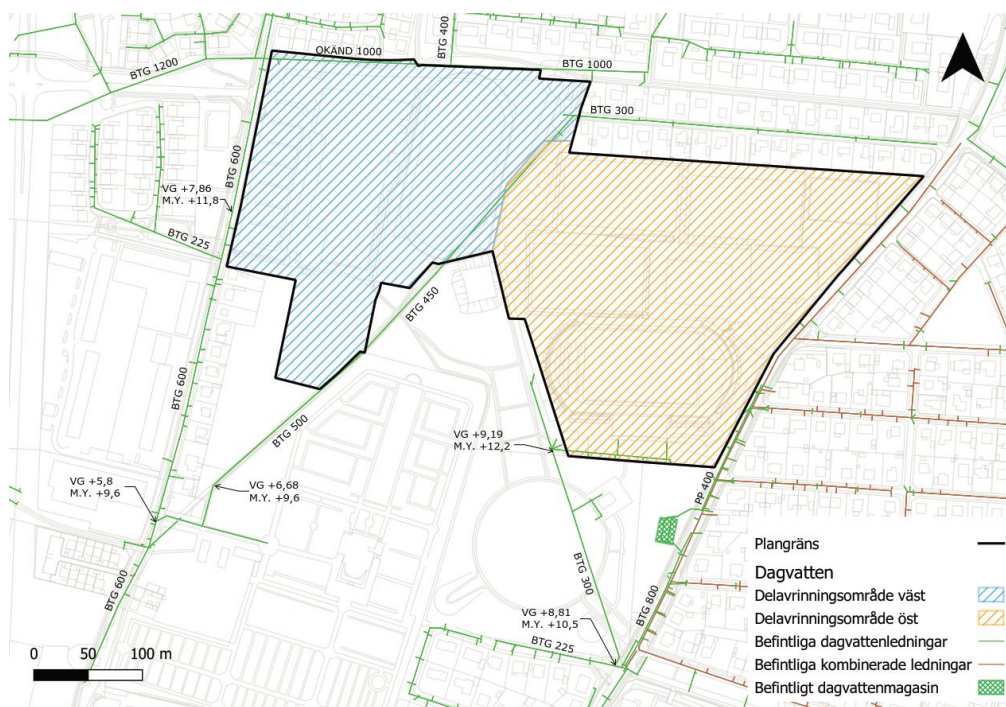 BTG 400
OKÄND 1000
BTG 1200
BTG 1000
BTG 300
BTG 600
VG +7,86
M.Y. +11,8
BTG 225
BTG 450
BTG 600
BTG 500
VG +9,19
M.Y. +12,2
VG +6,68
M.Y. +9,6
VG +5,8
M.Y. +9,6
PP 400
BTG 300
BTG 600
BTG 800
VG +8,81
M.Y. +10,5
BTG 225
0 50 100 m
Plangräns
Dagvatten
Delavrinningsområde väst
Delavrinningsområde öst
Befintliga dagvattenledningar
Befintliga kombinerade ledningar
Befintligt dagvattenmagasin